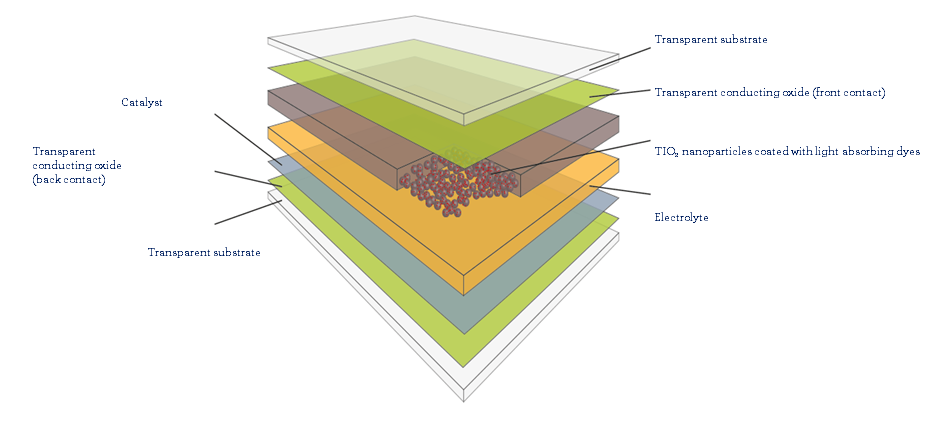 Transparent substrate
Transparent conducting oxide (front contact)
Catalyst
Transparent
conducting oxide
(back contact)
TIO₂ nanoparticles coated with light absorbing dyes
Electrolyte
Transparent substrate